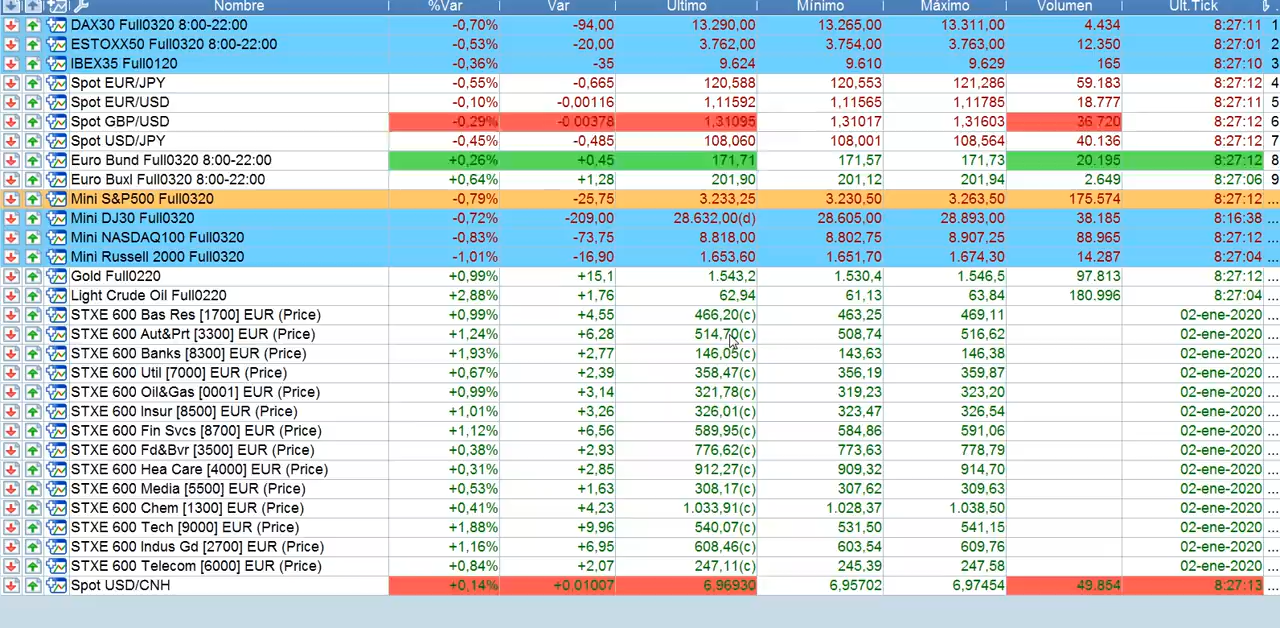 Nombre %Var Var Último Mínimo Máximo Volumen Últ.Tick
DAX30 Full0320 8:00-22:00 -0,70% -94,00 13.290,00 13.265,00 13.311,00 4.434 8:27:11 1
ESTOXX50 Full0320 8:00-22:00 -0,53% -20,00 3.762,00 3.754,00 3.763,00 12.350 8:27:01 2
IBEX35 Full0120 -0,36% -35 9.624 9.610 9.629 165 8:27:10 3
Spot EUR/JPY -0,55% -0,665 120,588 120,553 121,286 59.183 8:27:12 4
Spot EUR/USD -0,10% -0,00116 1,11592 1,11565 1,11785 18.777 8:27:11 5
Spot GBP/USD -0,29% -0,00378 1,31095 1,31017 1,31603 36.720 8:27:12 6
Spot USD/JPY -0,45% -0,485 108,060 108,001 108,564 40.136 8:27:12 7
Euro Bund Full0320 8:00-22:00 +0,26% +0,45 171,71 171,57 171,73 20.195 8:27:12 8
Euro Buxl Full0320 8:00-22:00 +0,64% +1,28 201,90 201,12 201,94 2.649 8:27:06 9
Mini S&P500 Full0320 -0,79% -25,75 3.233,25 3.230,50 3.263,50 175.574 8:27:12 ...
Mini DJ30 Full0320 -0,72% -209,00 28.632,00(d) 28.605,00 28.893,00 38.185 8:16:38 ...
Mini NASDAQ100 Full0320 -0,83% -73,75 8.818,00 8.802,75 8.907,25 88.965 8:27:12 ...
Mini Russell 2000 Full0320 -1,01% -16,90 1.653,60 1.651,70 1.674,30 14.287 8:27:04 ...
Gold Full0220 +0,99% +15,1 1.543,2 1.530,4 1.546,5 97.813 8:27:12 ...
Light Crude Oil Full0220 +2,88% +1,76 62,94 61,13 63,84 180.996 8:27:04 ...
STXE 600 Bas Res [1700] EUR (Price) +0,99% +4,55 466,20(c) 463,25 469,11 02-ene-2020 ...
STXE 600 Aut&Prt [3300] EUR (Price) +1,24% +6,28 514,70(c) 508,74 516,62 02-ene-2020 ...
STXE 600 Banks [8300] EUR (Price) +1,93% +2,77 146,05(c) 143,63 146,38 02-ene-2020 ...
STXE 600 Util [7000] EUR (Price) +0,67% +2,39 358,47(c) 356,19 359,87 02-ene-2020 ...
STXE 600 Oil&Gas [0001] EUR (Price) +0,99% +3,14 321,78(c) 319,23 323,20 02-ene-2020 ...
STXE 600 Insur [8500] EUR (Price) +1,01% +3,26 326,01(c) 323,47 326,54 02-ene-2020 ...
STXE 600 Fin Svcs [8700] EUR (Price) +1,12% +6,56 589,95(c) 584,86 591,06 02-ene-2020 ...
STXE 600 Fd&Bvr [3500] EUR (Price) +0,38% +2,93 776,62(c) 773,63 778,79 02-ene-2020 ...
STXE 600 Hea Care [4000] EUR (Price) +0,31% +2,85 912,27(c) 909,32 914,70 02-ene-2020 ...
STXE 600 Media [5500] EUR (Price) +0,53% +1,63 308,17(c) 307,62 309,63 02-ene-2020 ...
STXE 600 Chem [1300] EUR (Price) +0,41% +4,23 1.033,91(c) 1.028,37 1.038,50 02-ene-2020 ...
STXE 600 Tech [9000] EUR (Price) +1,88% +9,96 540,07(c) 531,50 541,15 02-ene-2020 ...
STXE 600 Indus Gd [2700] EUR (Price) +1,16% +6,95 608,46(c) 603,54 609,76 02-ene-2020 ...
STXE 600 Telecom [6000] EUR (Price) +0,84% +2,07 247,11(c) 245,39 247,58 02-ene-2020 ...
Spot USD/CNH +0,14% +0,01007 6,96930 6,95702 6,97454 49.854 8:27:13 ...